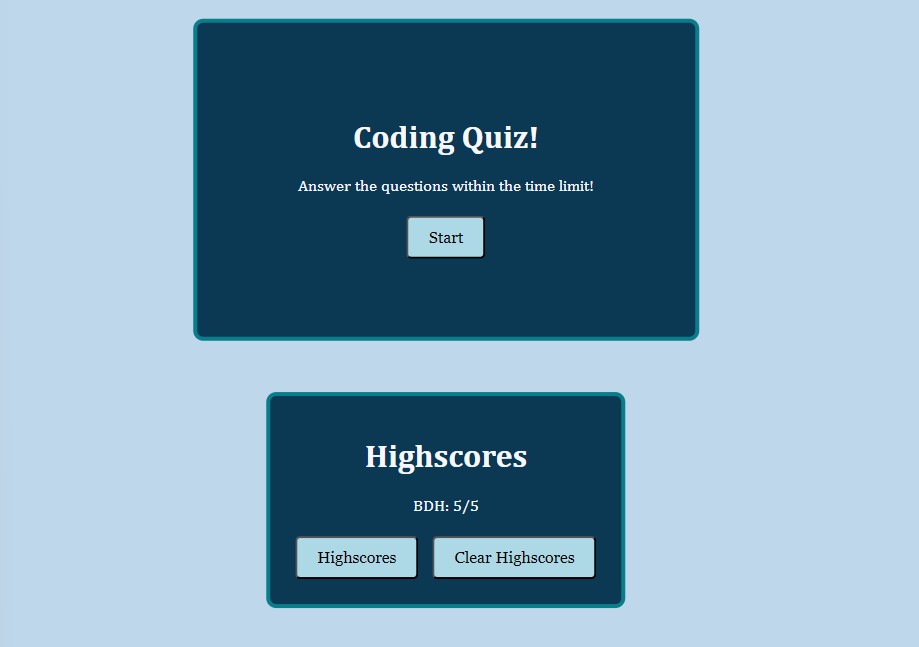 Coding Quiz!
Answer the questions within the time limit!
Start
Highscores
BDH: 5/5
Highscores Clear Highscores